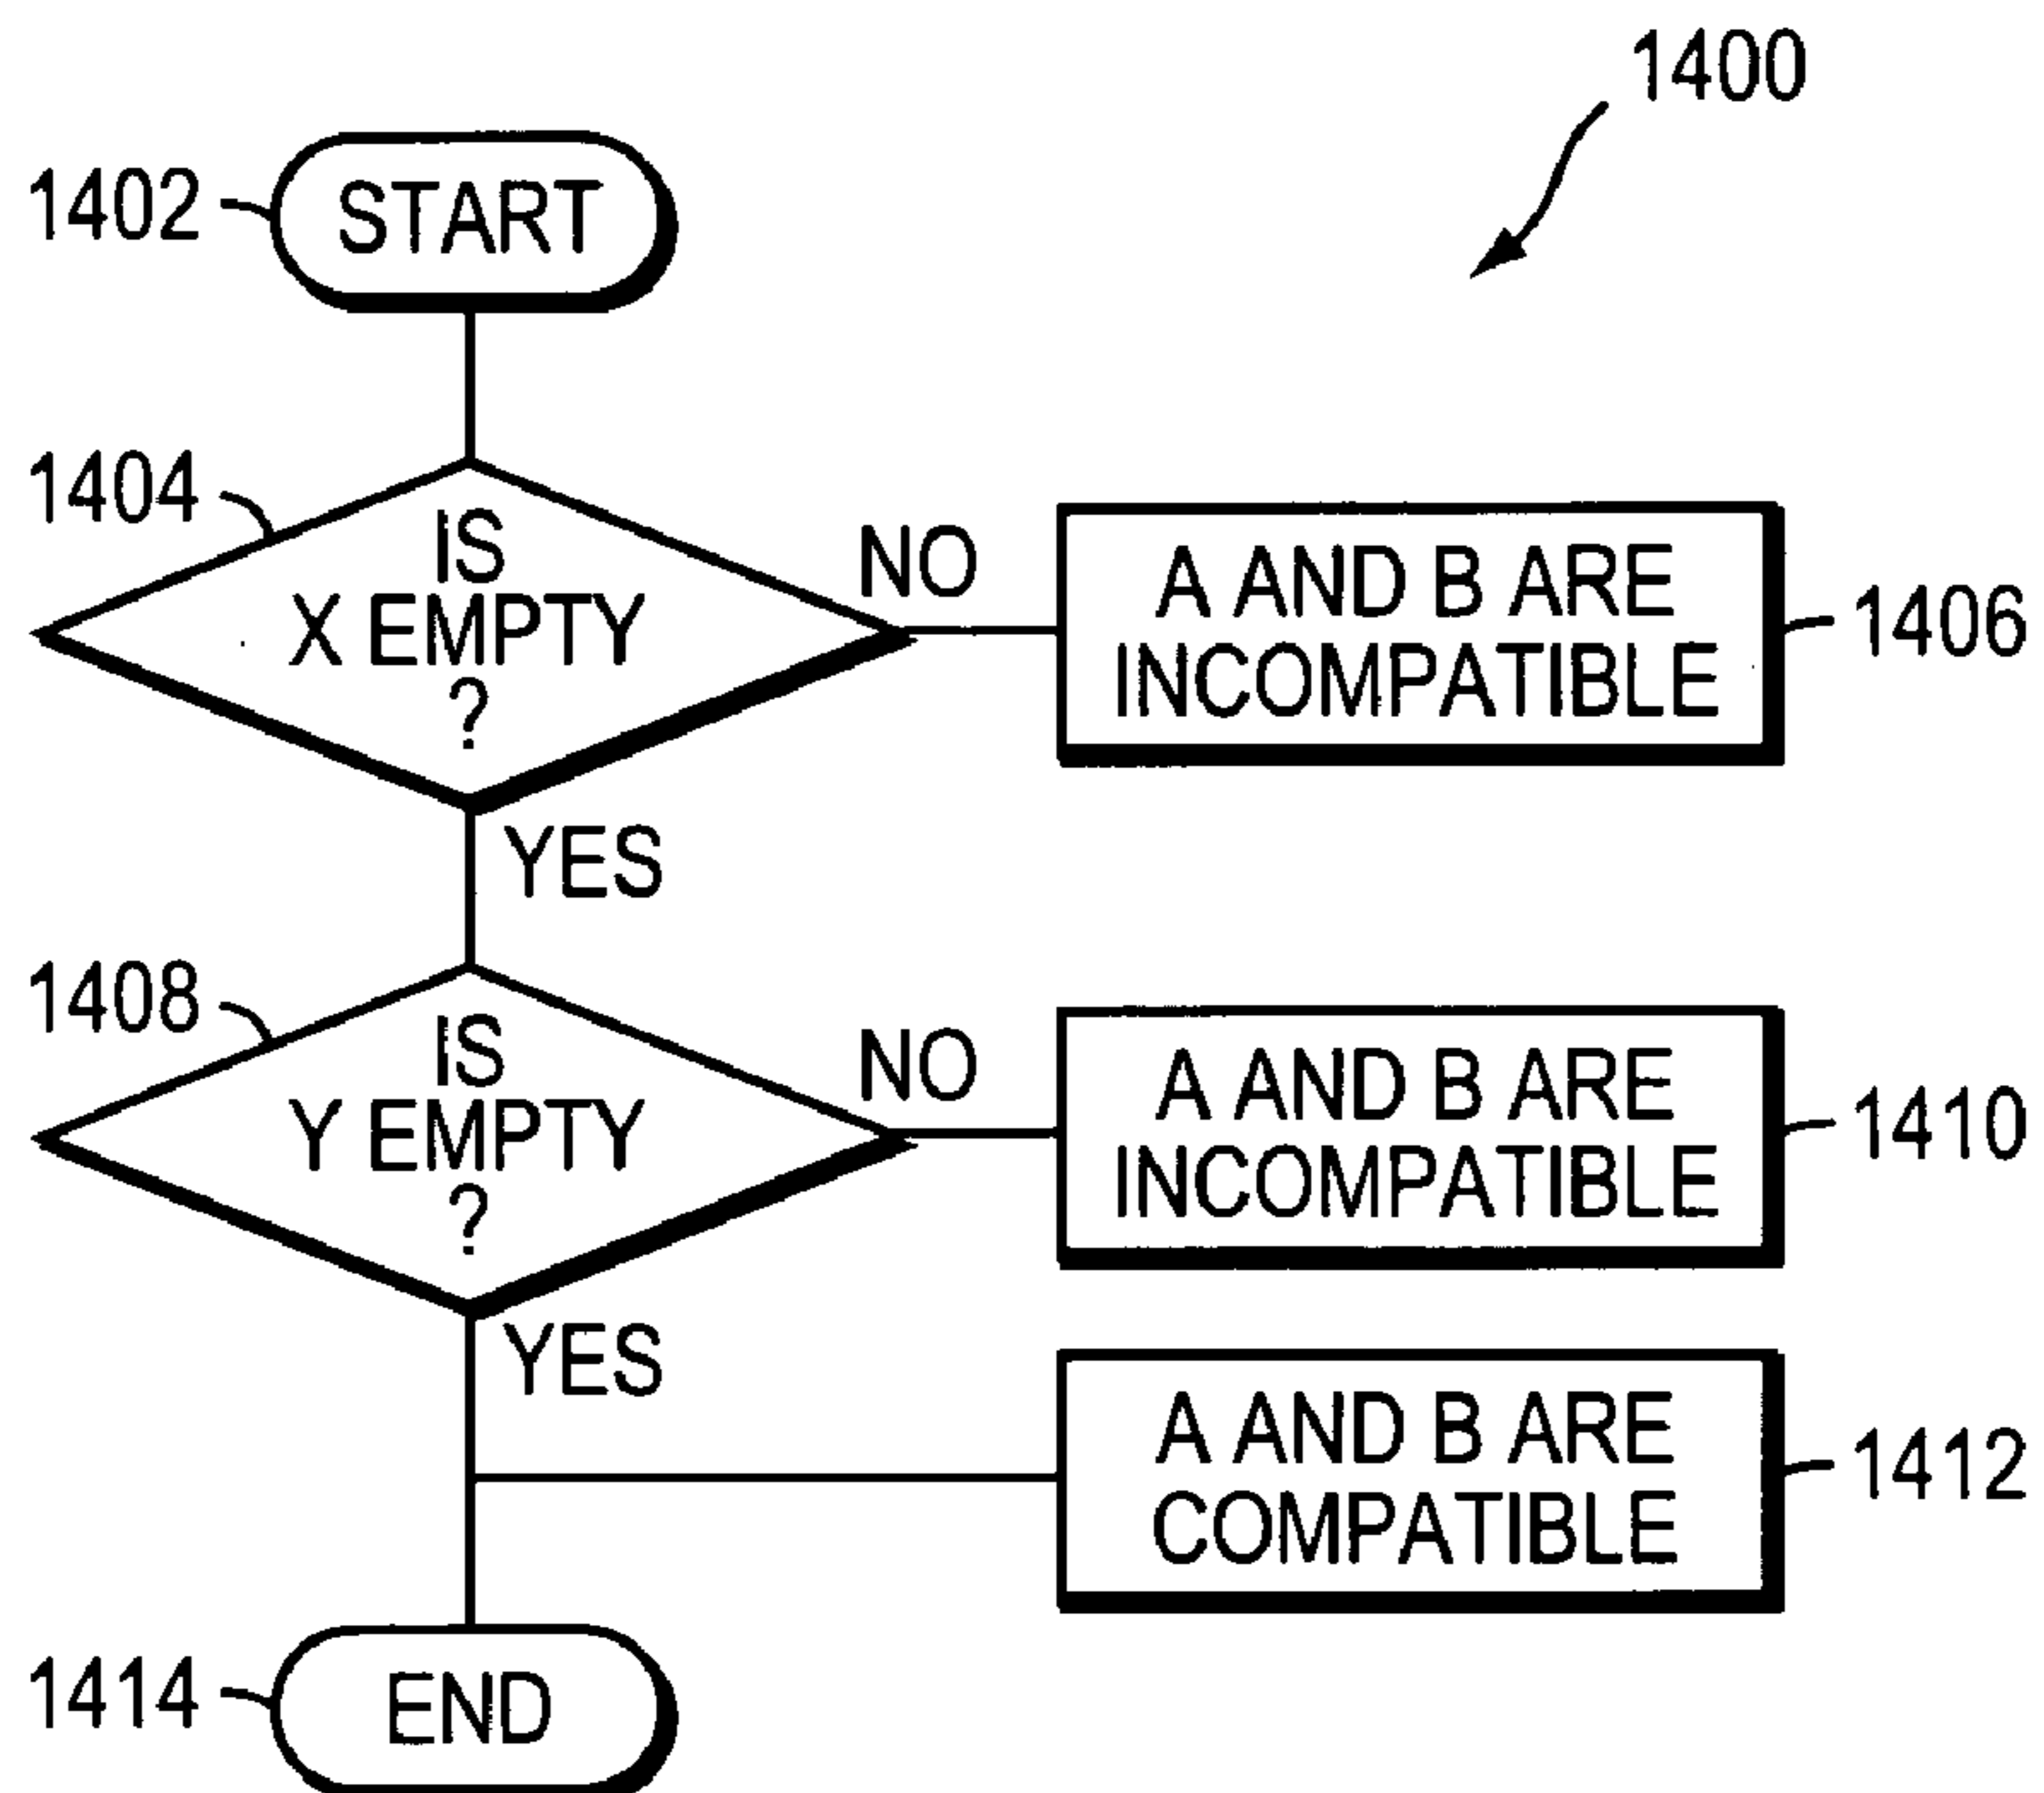 1400
1402
START
1404
IS
X EMPTY
?
NO
A AND B ARE
INCOMPATIBLE
1406
YES
1408
IS
Y EMPTY
?
NO
A AND B ARE
INCOMPATIBLE
1410
YES
A AND B ARE
COMPATIBLE
1412
1414
END